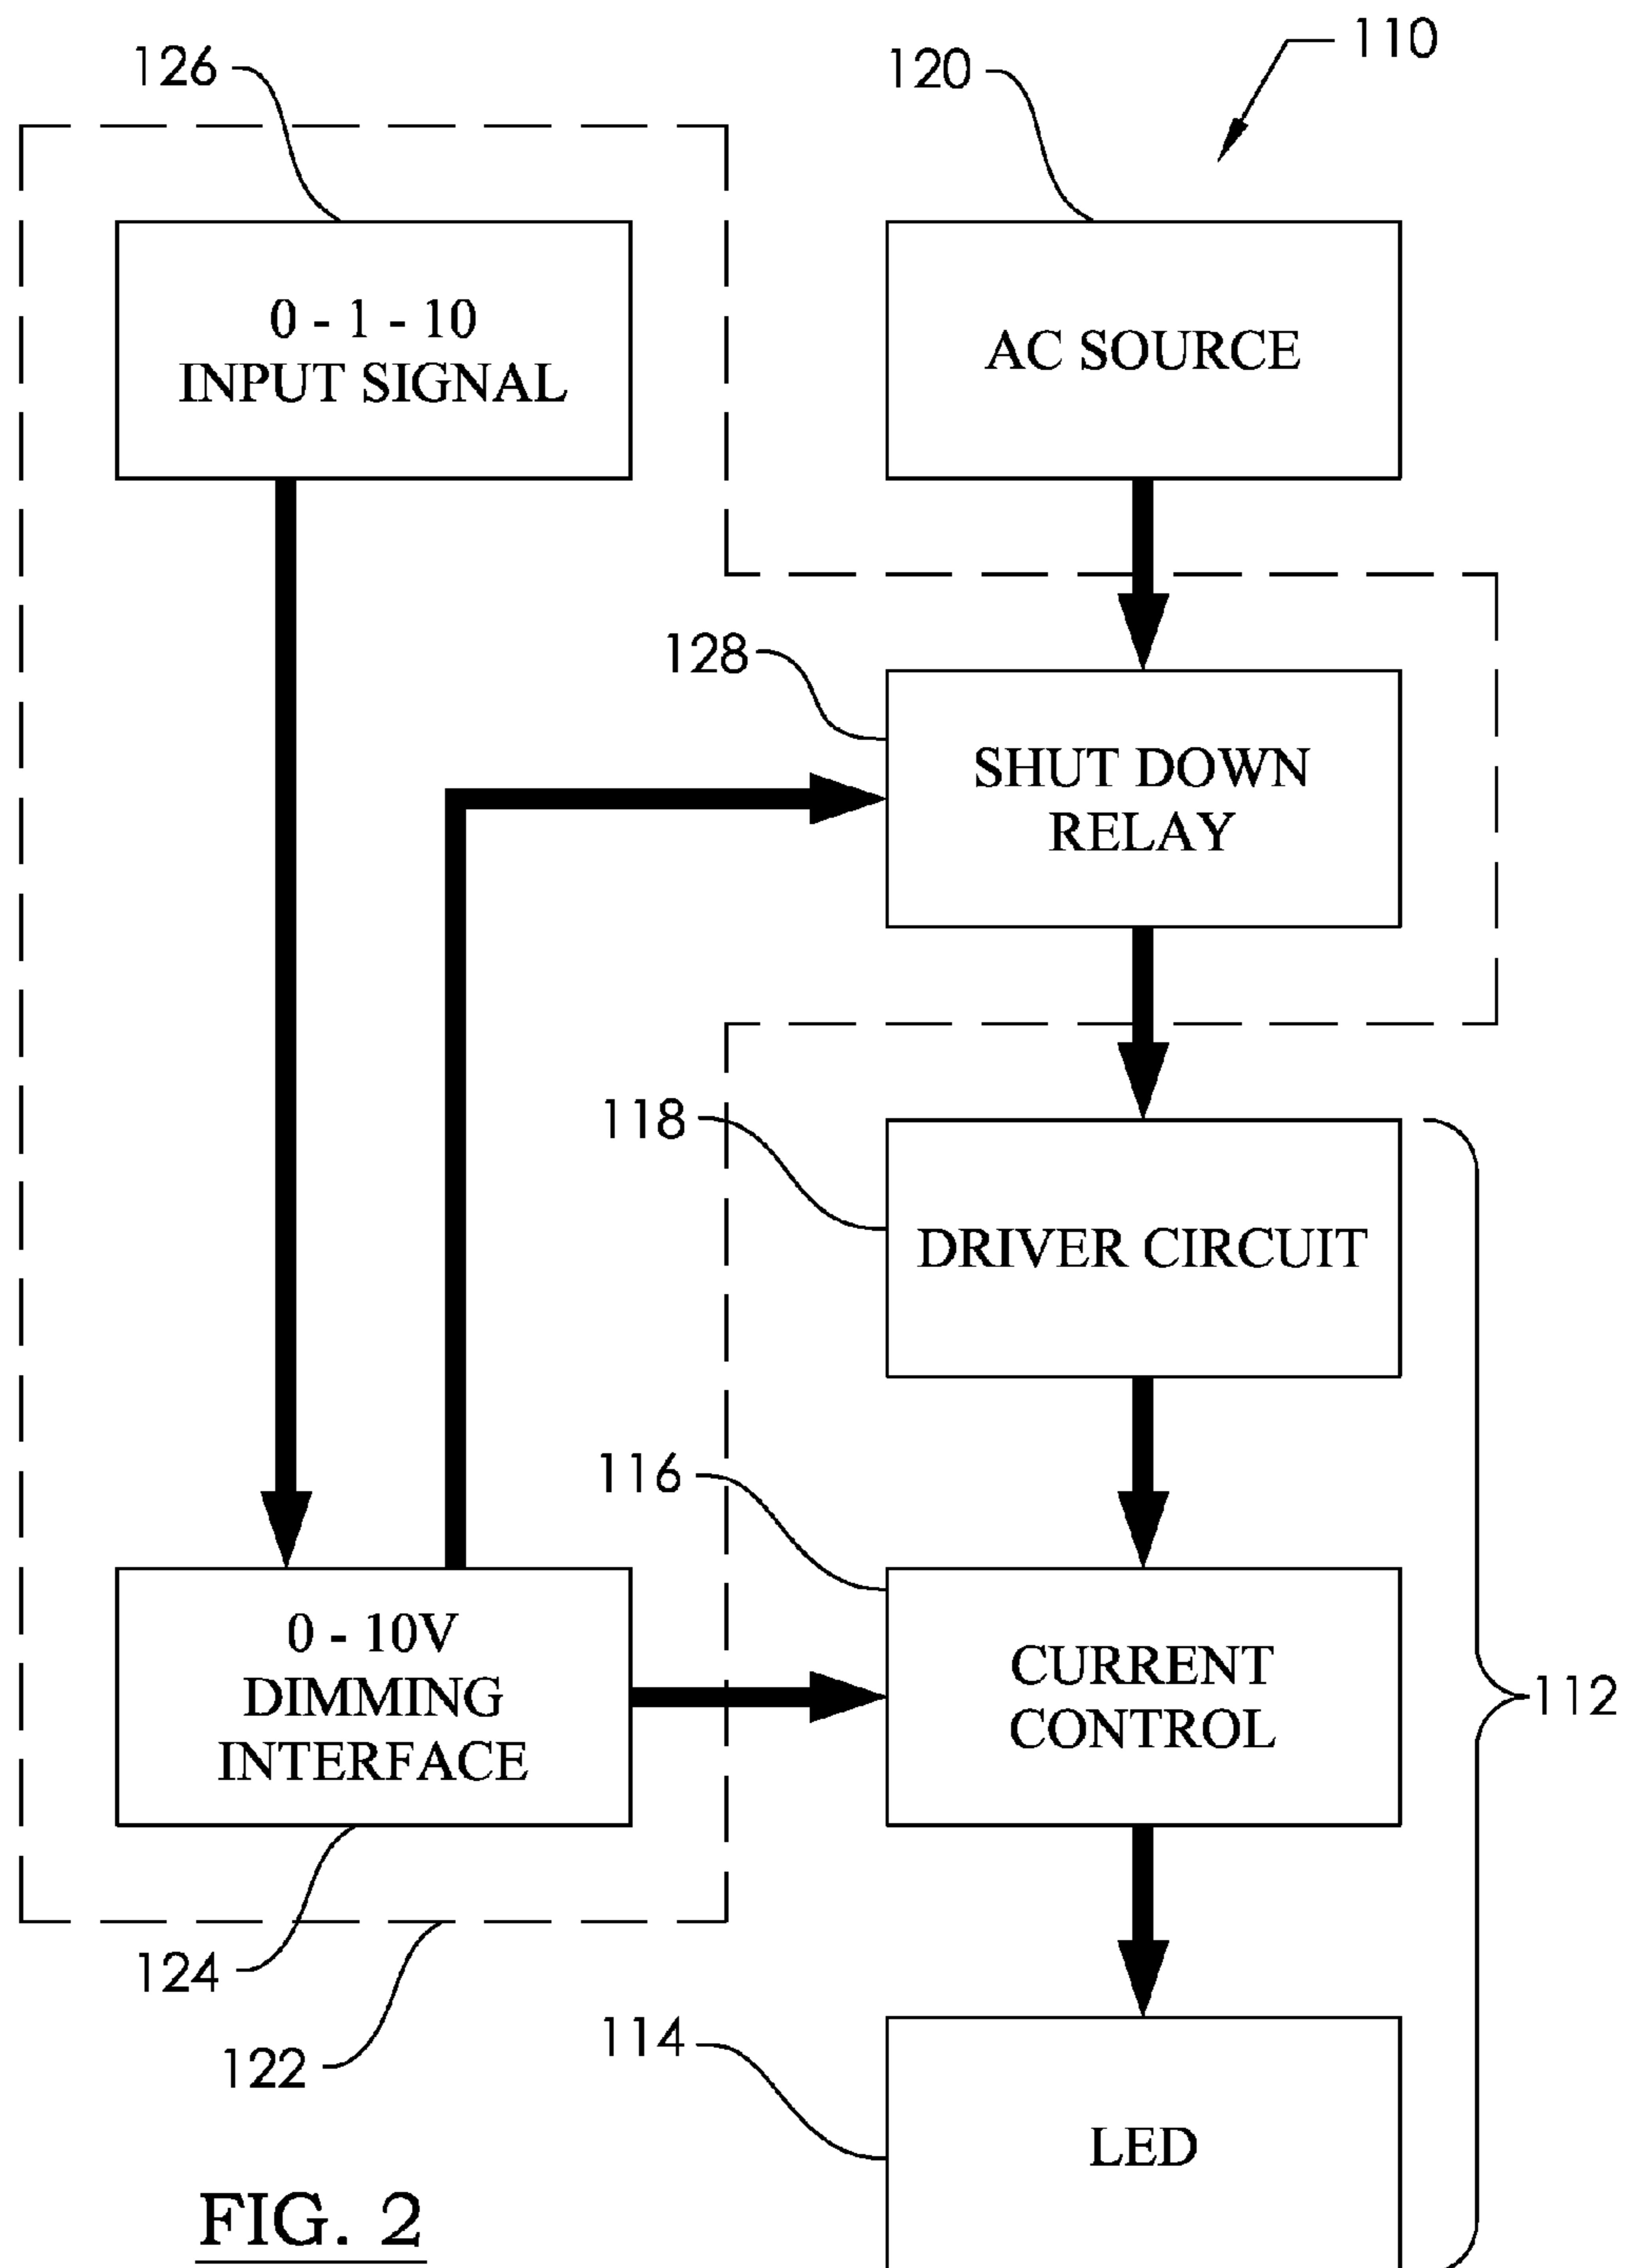 126
120
110
0 - 1 - 10
INPUT SIGNAL
AC SOURCE
128
SHUT DOWN
RELAY
118
DRIVER CIRCUIT
116
0 - 10V
DIMMING
INTERFACE
CURRENT
CONTROL
112
124
122
114
LED
FIG. 2